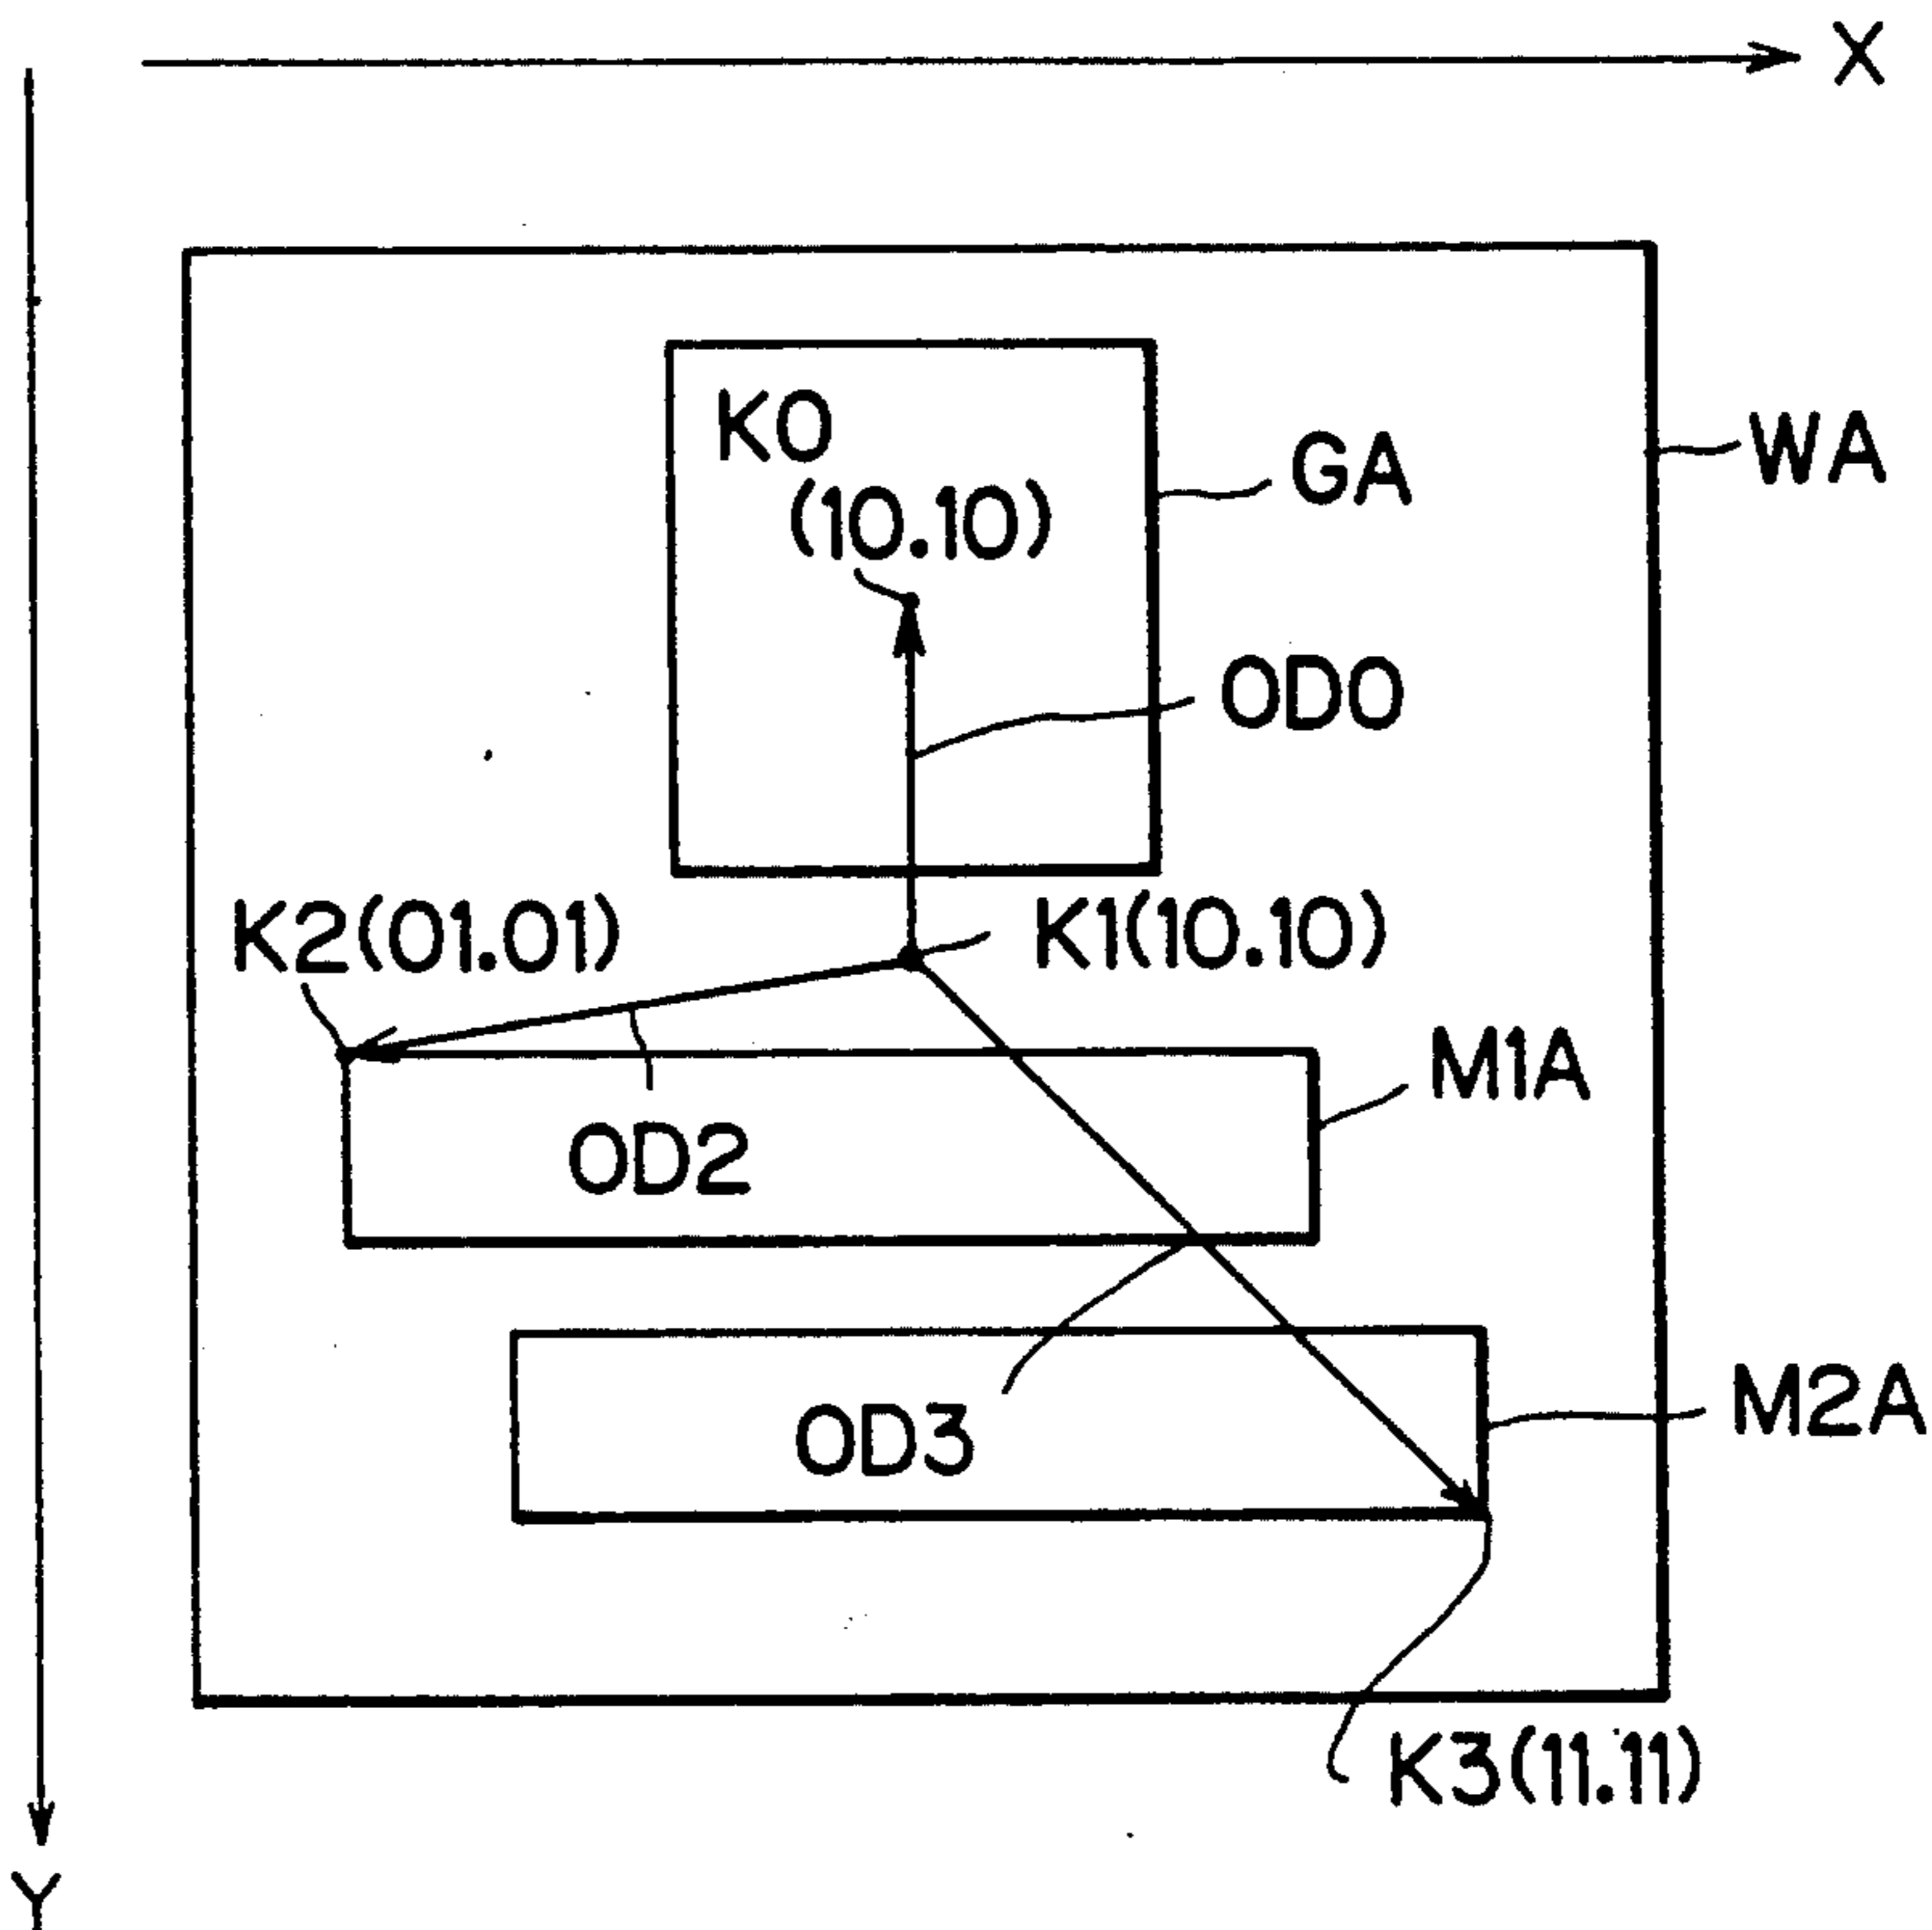 X
K0
(10.10)
GA
WA
OD0
K2(01.01)
K1(10.10)
M1A
OD2
M2A
OD3
K3(11.11)
Y